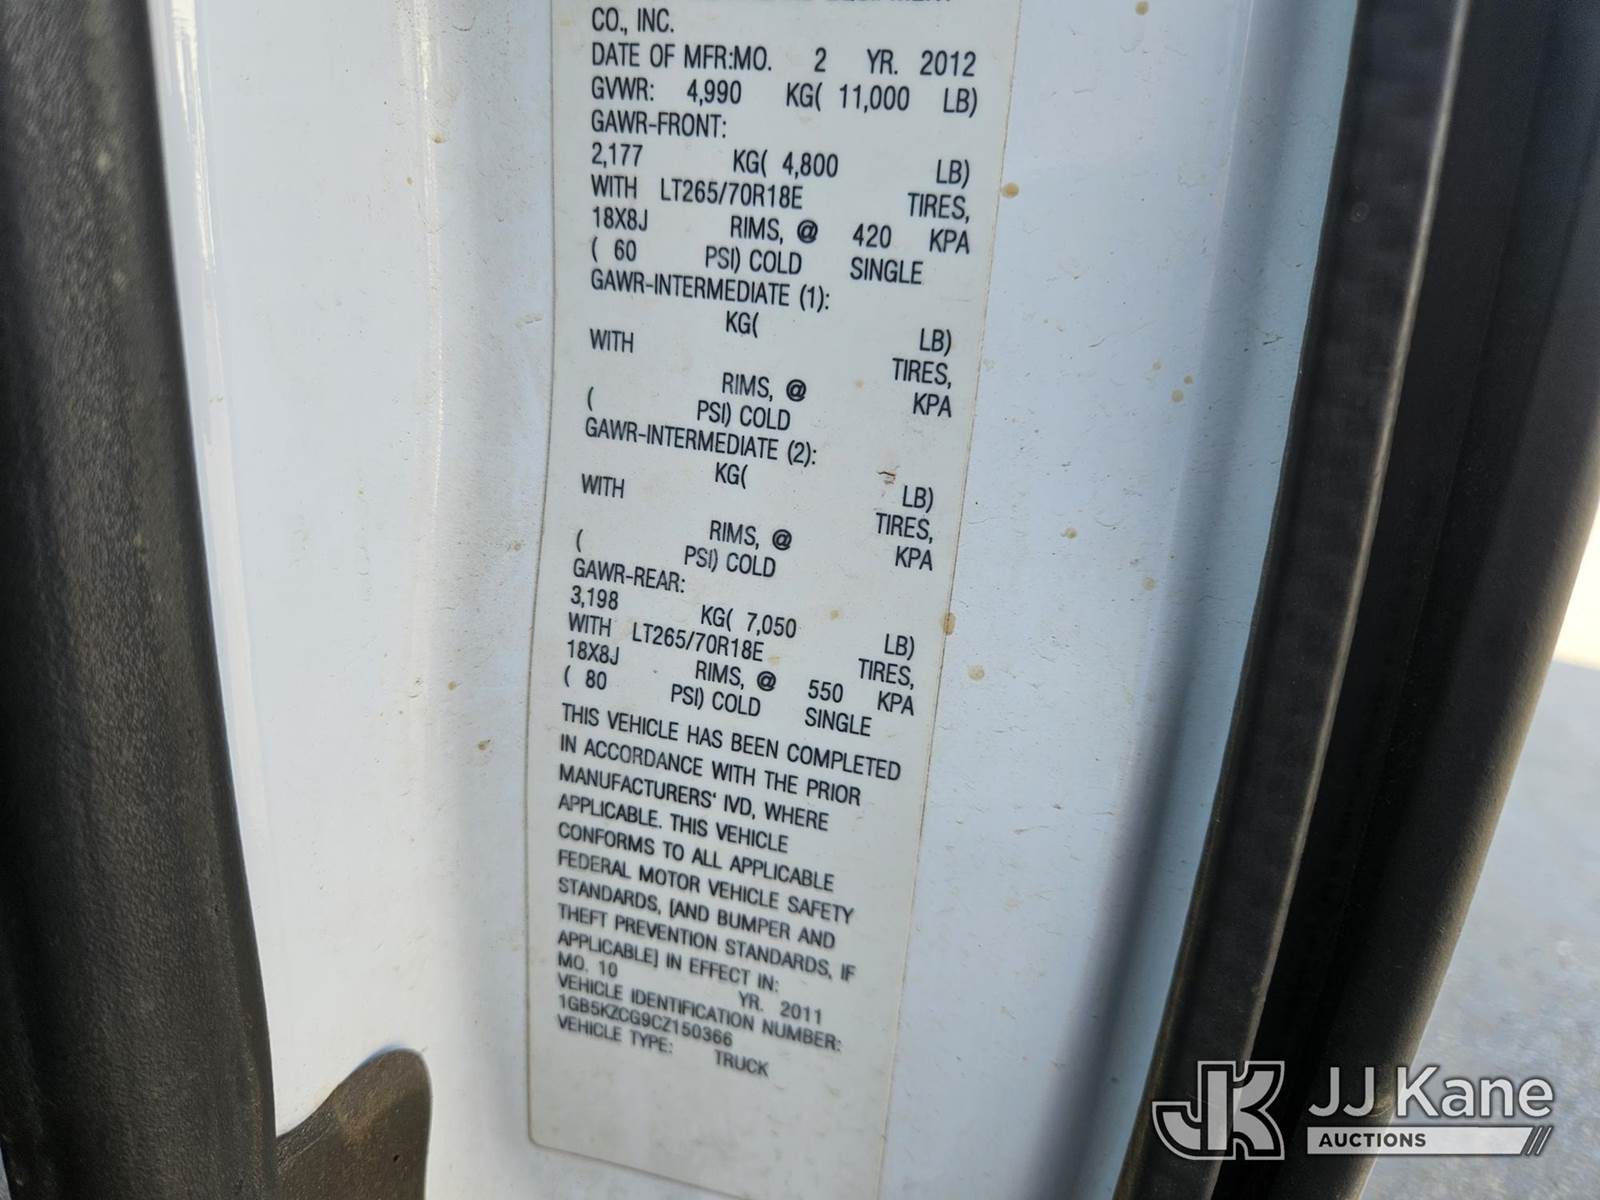 CO., INC.
DATE OF MFR:MO. 2 YR. 2012
GVWR: 4,990 KG( 11,000 LB)
GAWR-FRONT:
2,177 KG( 4,800 LB)
WITH LT265/70R18E TIRES,
18X8J RIMS, @ 420 KPA
( 60 PSI) COLD SINGLE
GAWR-INTERMEDIATE (1):
KG( LB)
WITH TIRES,
RIMS, @ KPA
( PSI) COLD
GAWR-INTERMEDIATE (2):
KG( LB)
WITH TIRES,
RIMS, @ KPA
( PSI) COLD
GAWR-REAR:
3,198 KG( 7,050 LB)
WITH LT265/70R18E TIRES,
18X8J RIMS, @ 550 KPA
( 80 PSI) COLD SINGLE
THIS VEHICLE HAS BEEN COMPLETED
IN ACCORDANCE WITH THE PRIOR
MANUFACTURERS' IVD, WHERE
APPLICABLE. THIS VEHICLE
CONFORMS TO ALL APPLICABLE
FEDERAL MOTOR VEHICLE SAFETY
STANDARDS, [AND BUMPER AND
THEFT PREVENTION STANDARDS, IF
APPLICABLE] IN EFFECT IN:
MO. 10 YR. 2011
VEHICLE IDENTIFICATION NUMBER:
1GB5KZCG9CZ150366
VEHICLE TYPE: TRUCK
JK JJ Kane
AUCTIONS